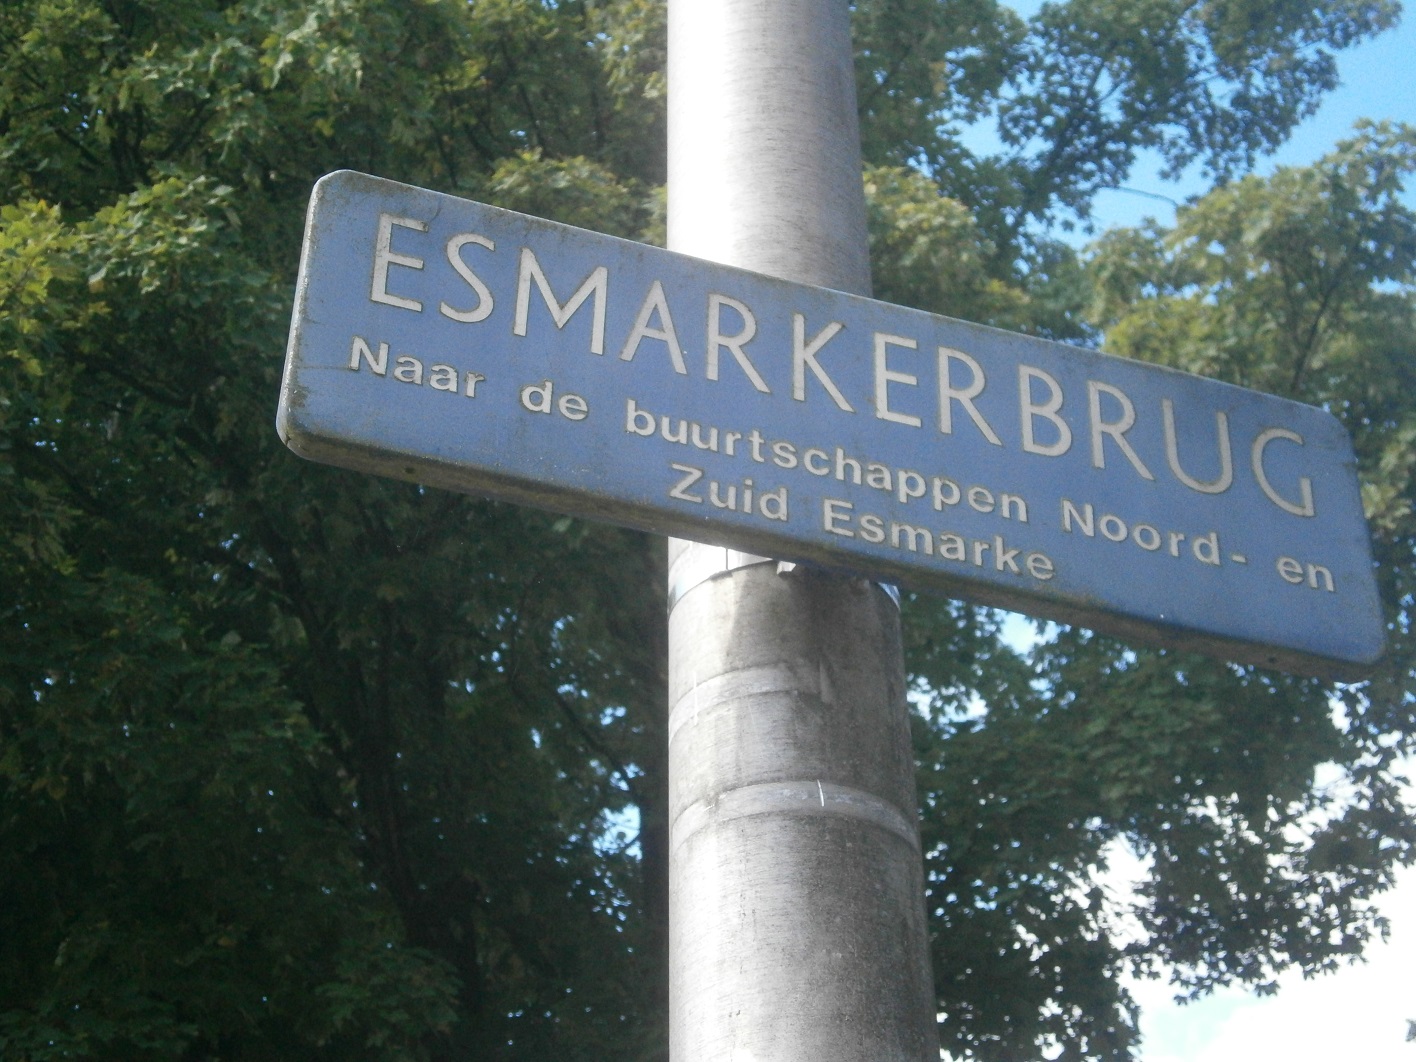 ESMARKERBRUG
Naar de buurtschappen Noord- en
Zuid Esmarke